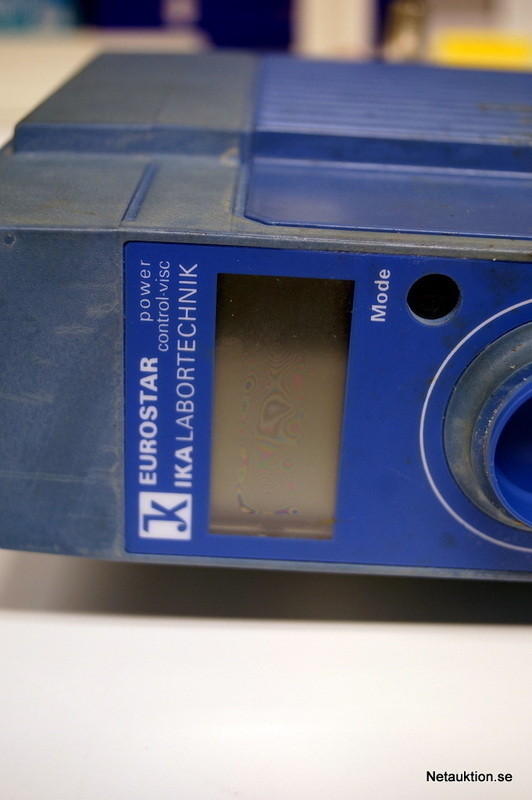 EUROSTAR power
control-visc
IKA LABORTECHNIK
Mode
Netauktion.se